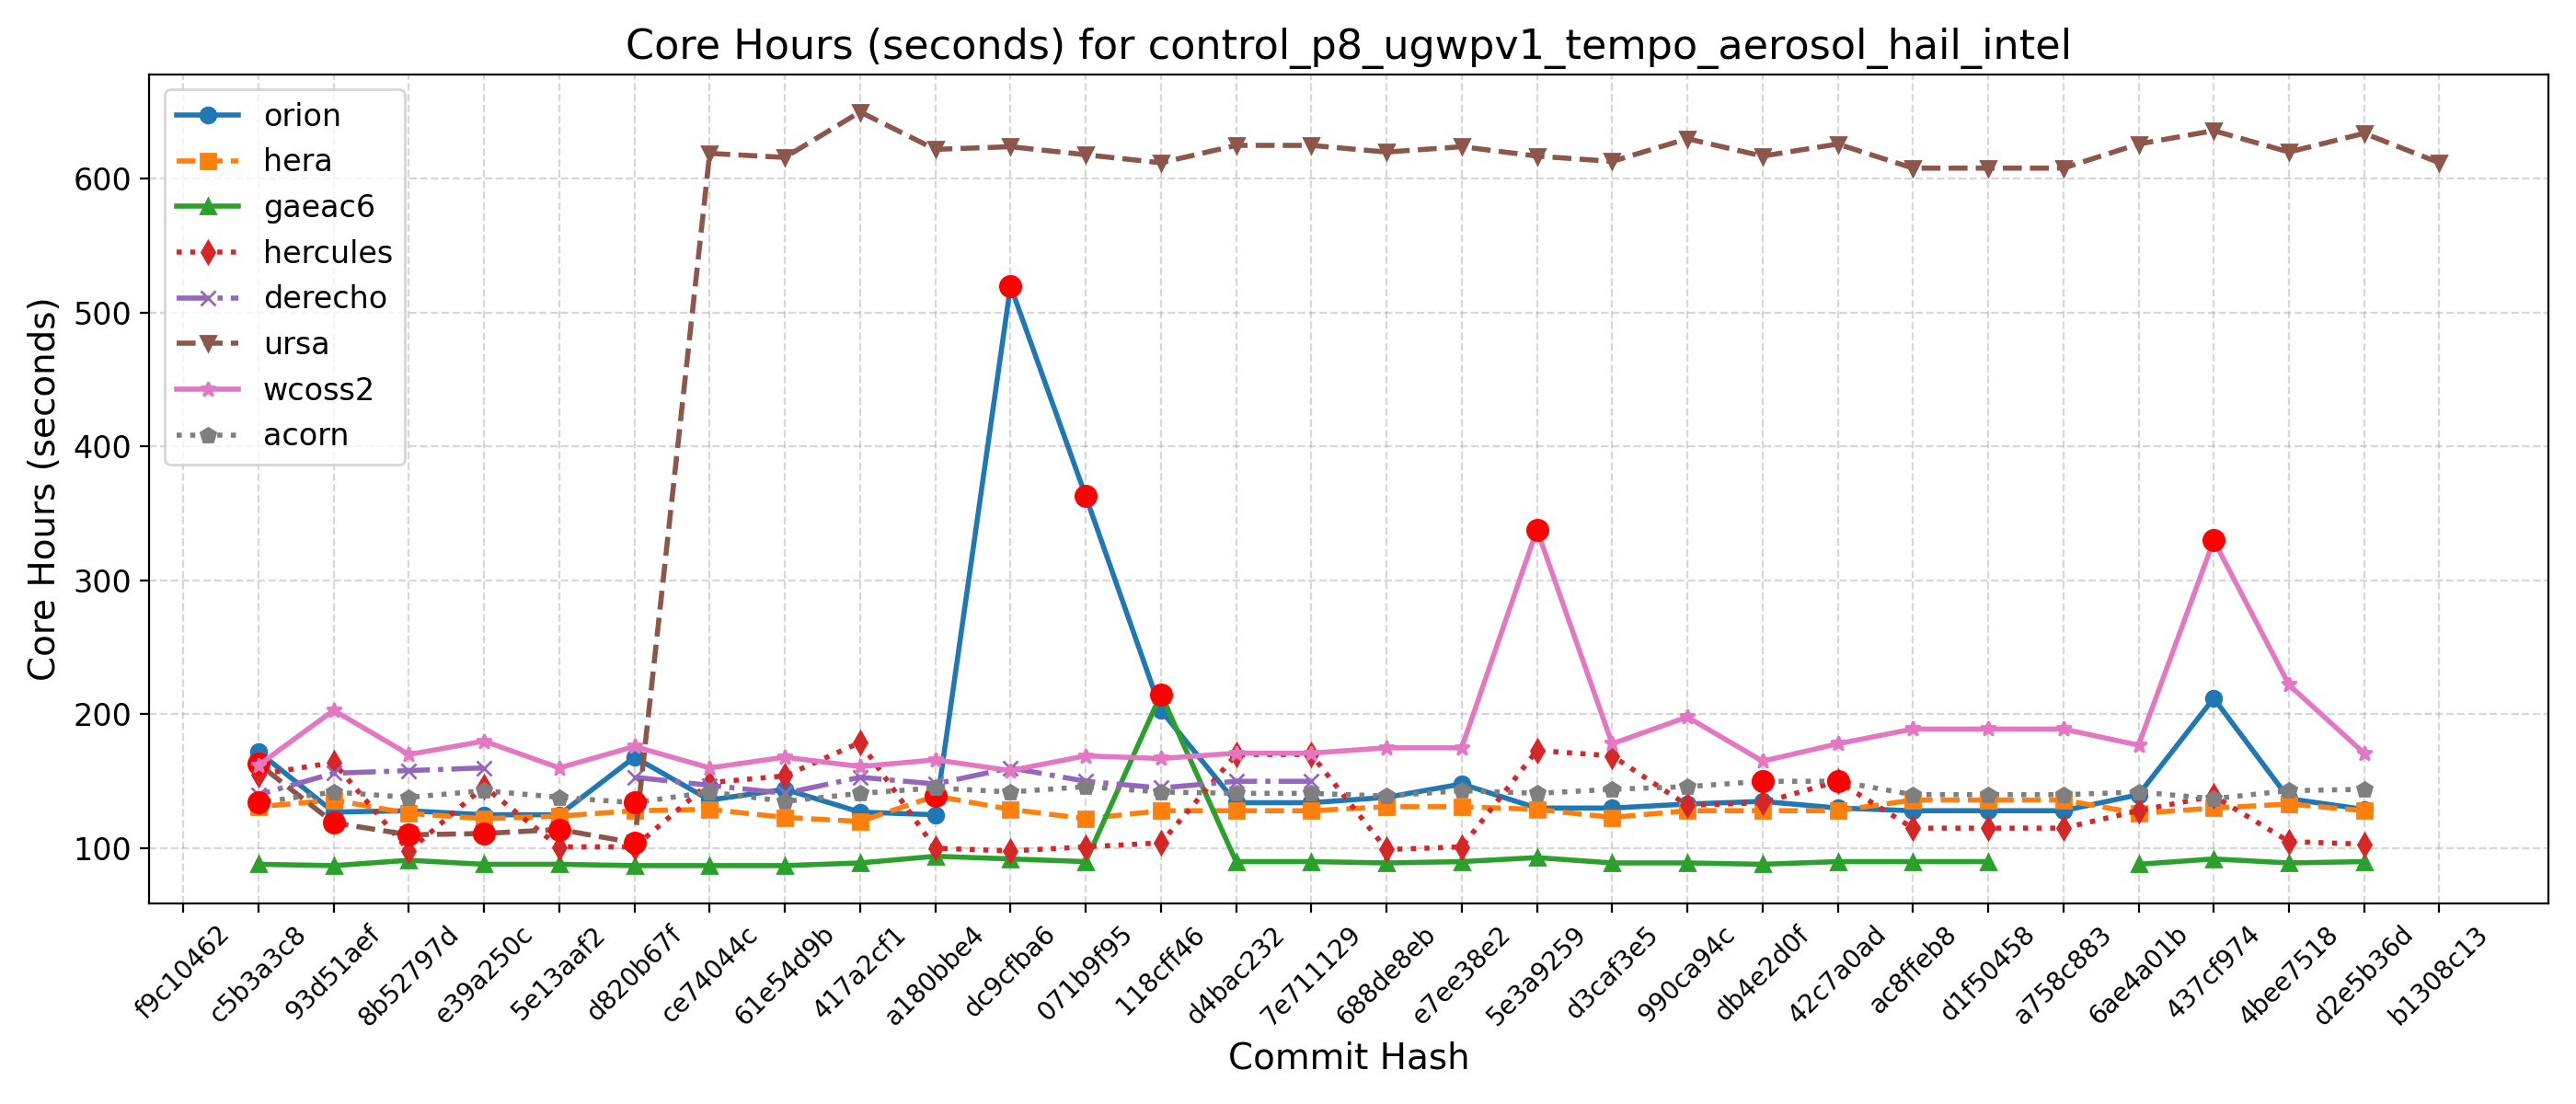 Core Hours (seconds) for control_p8_ugwpv1_tempo_aerosol_hail_intel
orion
hera
gaeac6
hercules
derecho
ursa
wcoss2
acorn
Core Hours (seconds)
600
500
400
300
200
100
f9c10462
c5b3a3c8
93d51aef
8b52797d
e39a250c
5e13aaf2
d820b67f
ce74044c
61e54d9b
417a2cf1
a180bbe4
dc9cfba6
071b9f95
118cff46
d4bac232
7e711129
688de8eb
e7ee38e2
5e3a9259
d3caf3e5
990ca94c
db4e2d0f
42c7a0ad
ac8ffeb8
d1f50458
a758c883
6ae4a01b
437cf974
4bee7518
d2e5b36d
b1308c13
Commit Hash